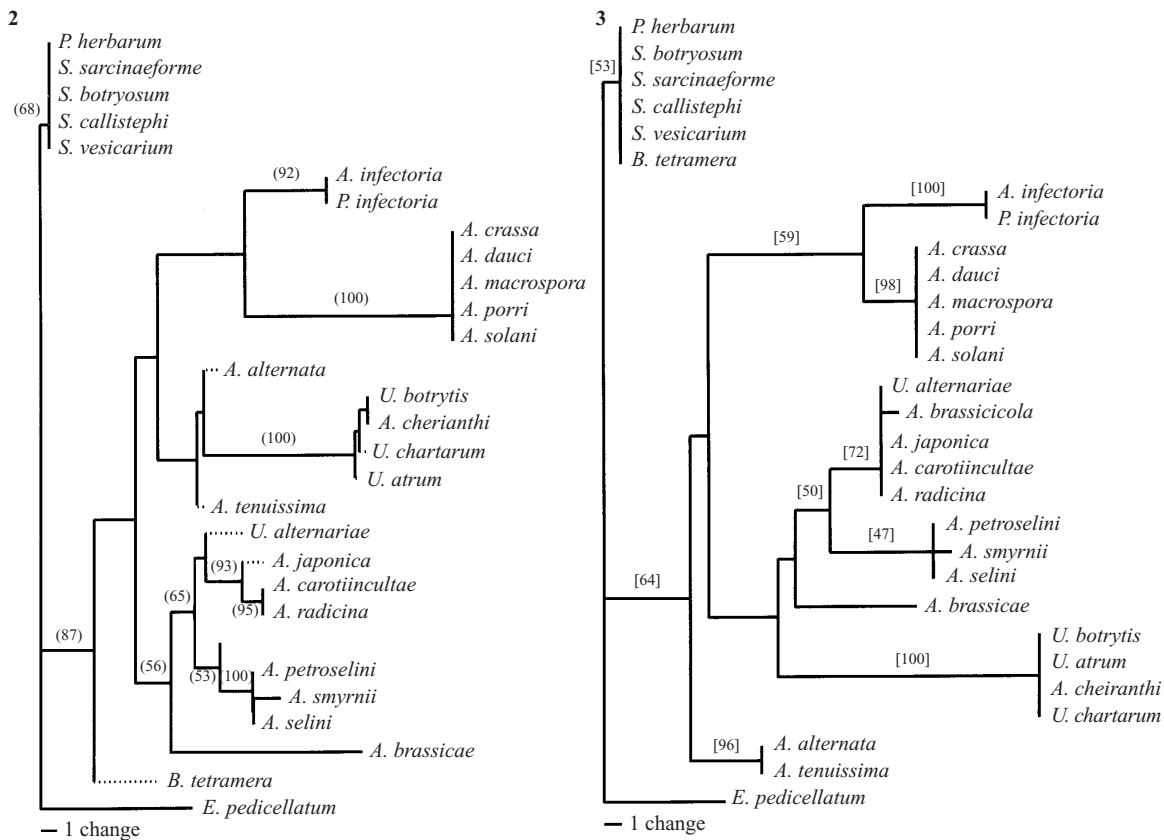 2
P. herbarum
S. sarcinaeforme
(68)
S. botryosum
S. callistephi
S. vesicarium
(92)
A. infectoria
P. infectoria
A. crassa
A. dauci
A. macrospora
(100)
A. porri
A. solani
A. alternata
U. botrytis
A. cherianthi
(100)
U. chartarum
U. atrum
A. tenuissima
U. alternariae
(93)
A. japonica
A. carotiincultae
(65)
(95)
A. radicina
(87)
(56)
(53)
(100)
A. petroselini
A. smyrnii
A. selini
A. brassicae
B. tetramera
E. pedicellatum
1 change
3
P. herbarum
[53]
S. botryosum
S. sarcinaeforme
S. callistephi
S. vesicarium
B. tetramera
[100]
A. infectoria
P. infectoria
[59]
A. crassa
A. dauci
[98]
A. macrospora
A. porri
A. solani
U. alternariae
A. brassicicola
[72]
A. japonica
A. carotiincultae
[50]
A. radicina
A. petroselini
[47]
A. smyrnii
A. selini
[64]
A. brassicae
U. botrytis
[100]
U. atrum
A. cheiranthi
U. chartarum
[96]
A. alternata
A. tenuissima
E. pedicellatum
1 change